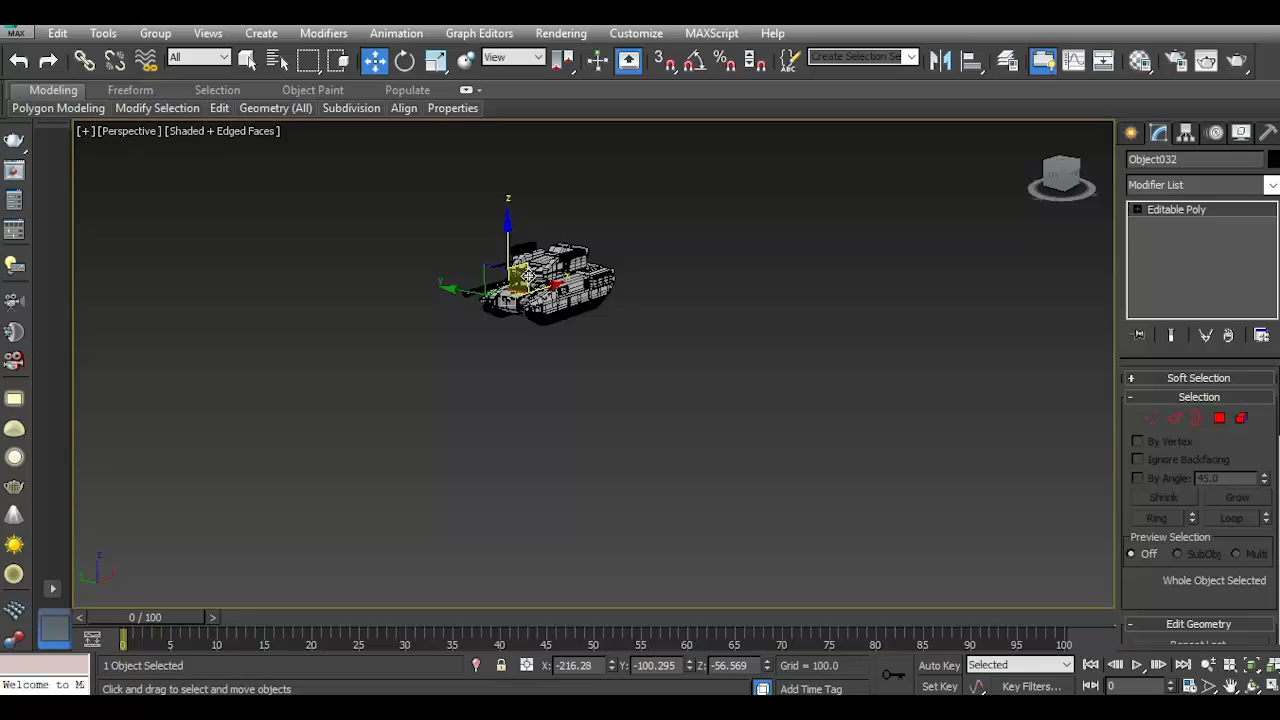 MAX Edit Tools Group Views Create Modifiers Animation Graph Editors Rendering Customize MAXScript Help
All View 3 Create Selection Se
Modeling Freeform Selection Object Paint Populate
Polygon Modeling Modify Selection Edit Geometry (All) Subdivision Align Properties
[+][Perspective][Shaded + Edged Faces]
Object032
Modifier List
Editable Poly
z
x
y
Soft Selection
Selection
By Vertex
Ignore Backfacing
By Angle: 45.0
Shrink Grow
Ring Loop
Preview Selection
Off SubObj Multi
Whole Object Selected
Edit Geometry
z
< 0 / 100 >
0 5 10 15 20 25 30 35 40 45 50 55 60 65 70 75 80 85 90 95 100
1 Object Selected X: -216.28 Y: -100.295 Z: -56.569 Grid = 100.0 Auto Key Selected
Welcome to M Click and drag to select and move objects Add Time Tag Set Key Key Filters... 0